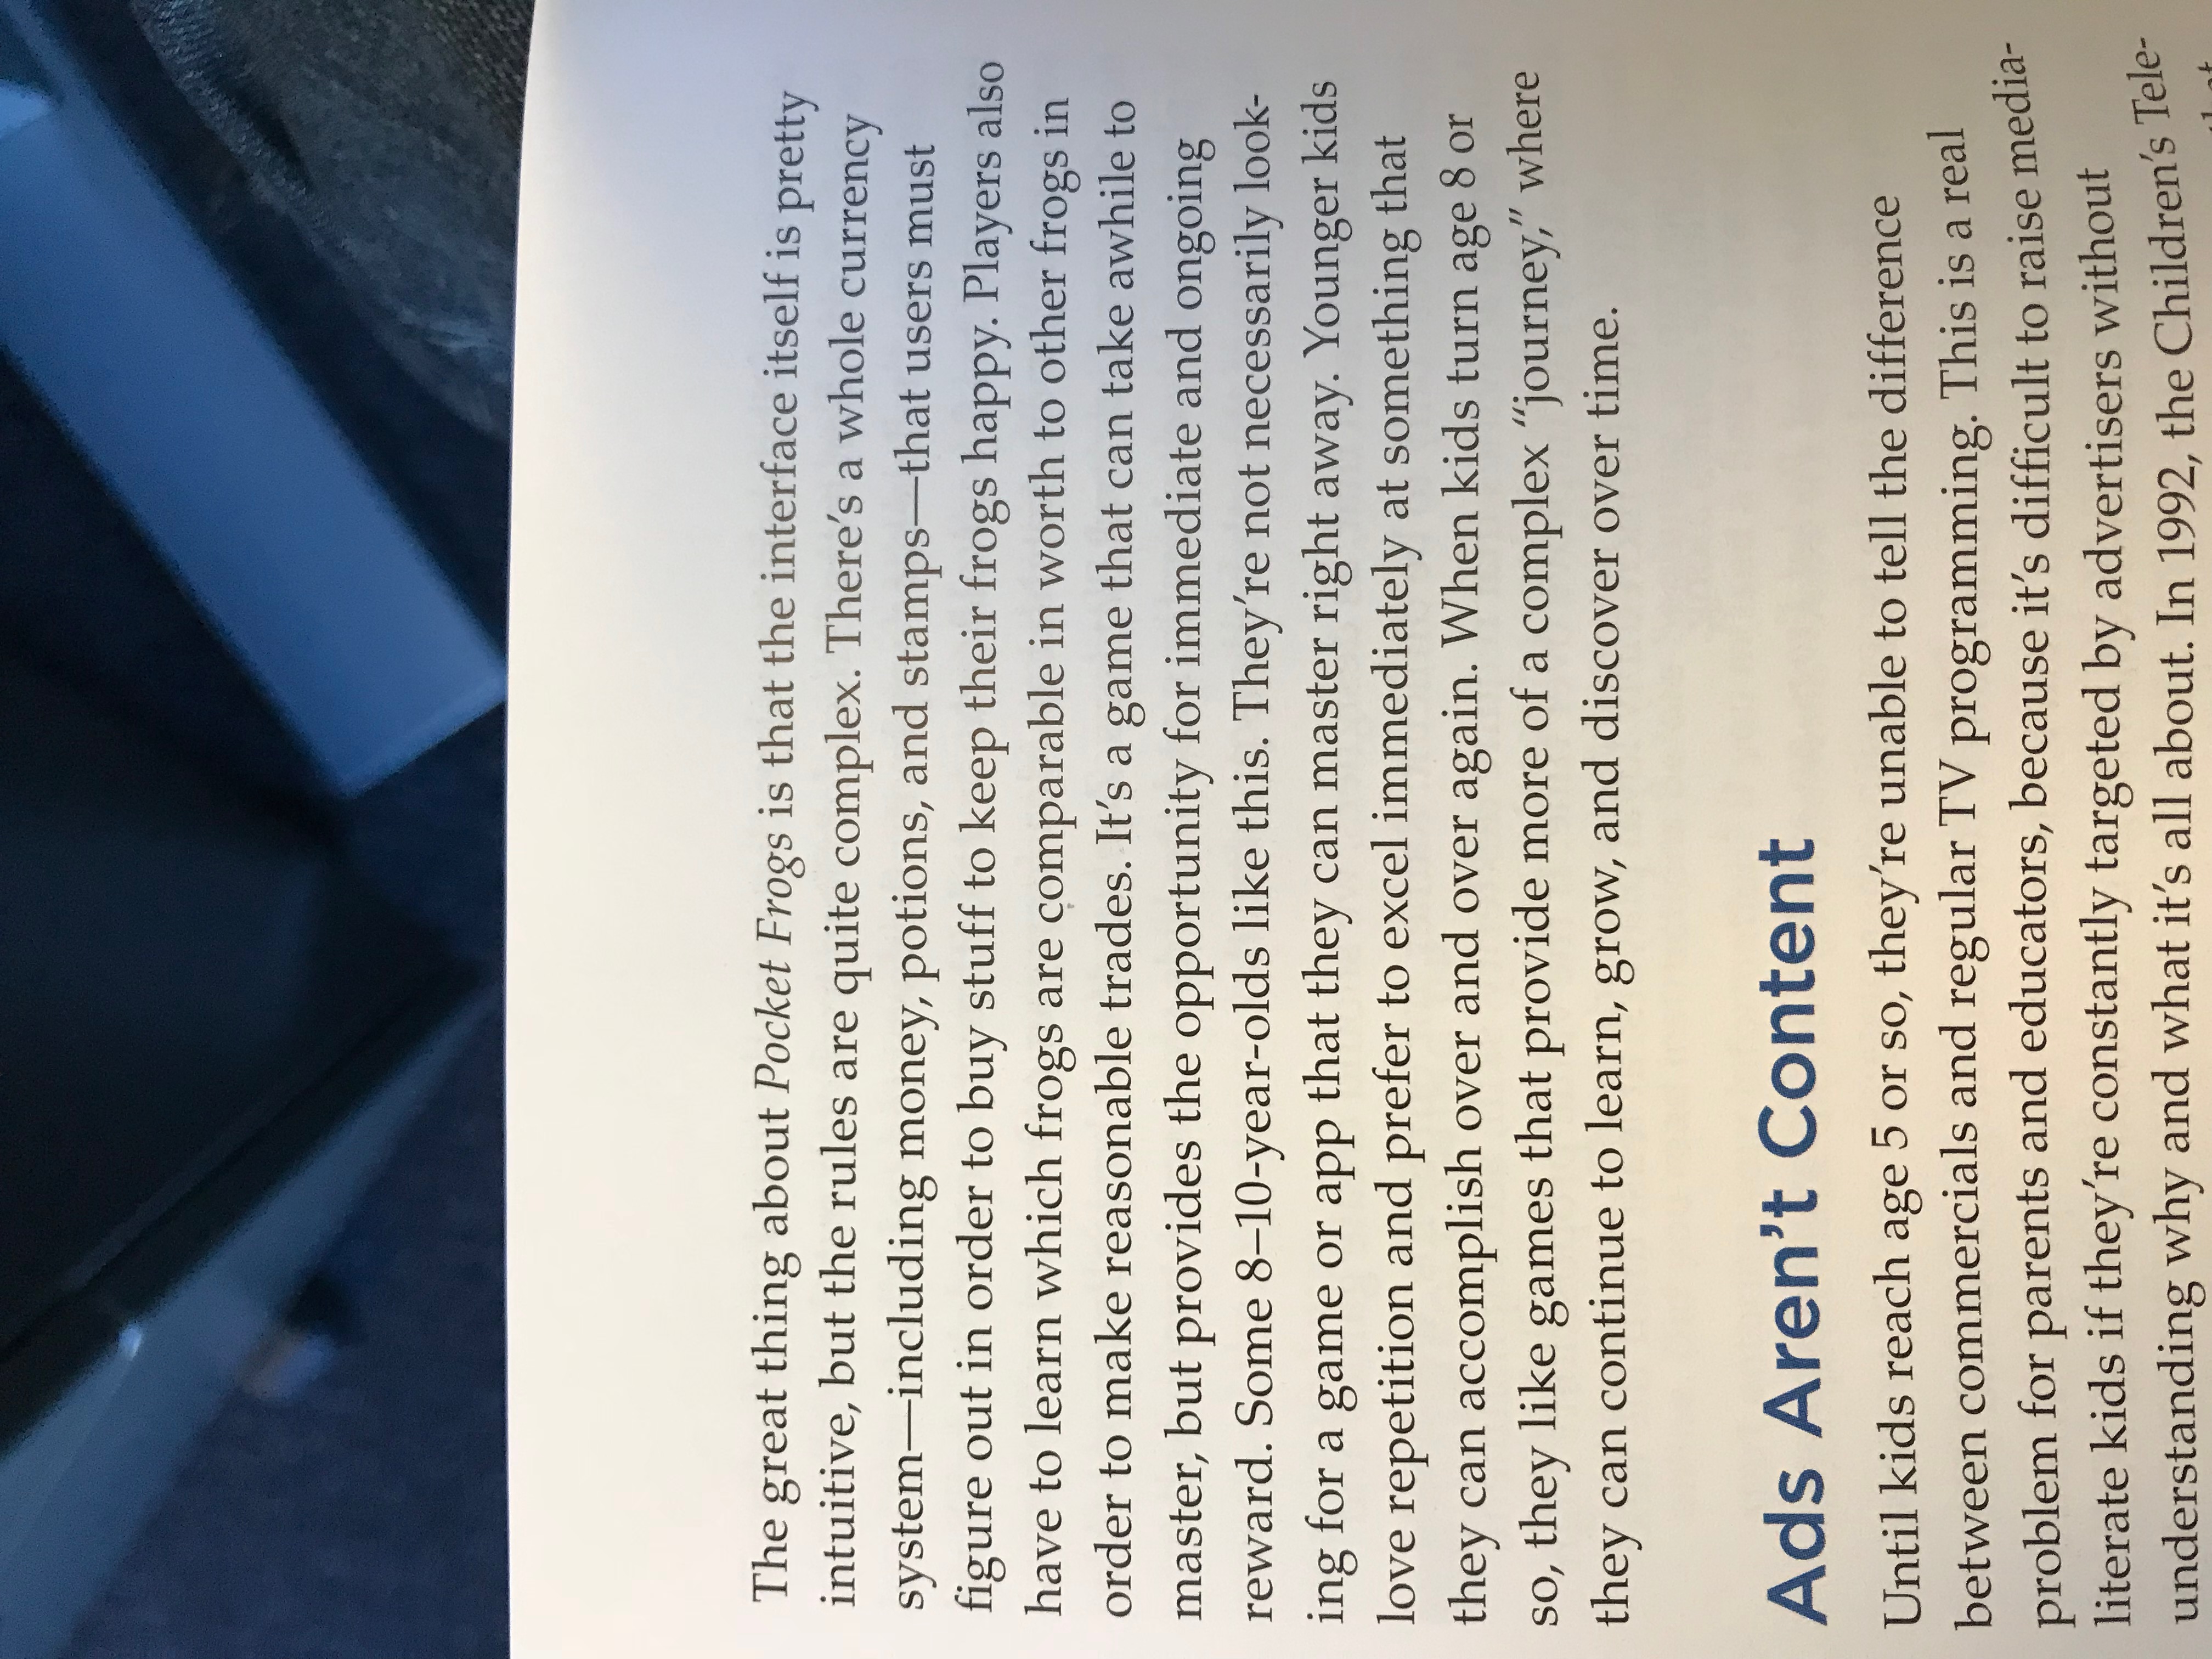 The great thing about Pocket Frogs is that the interface itself is pretty
intuitive, but the rules are quite complex. There's a whole currency
system—including money, potions, and stamps—that users must
figure out in order to buy stuff to keep their frogs happy. Players also
have to learn which frogs are comparable in worth to other frogs in
order to make reasonable trades. It's a game that can take awhile to
master, but provides the opportunity for immediate and ongoing
reward. Some 8–10-year-olds like this. They're not necessarily look-
ing for a game or app that they can master right away. Younger kids
love repetition and prefer to excel immediately at something that
they can accomplish over and over again. When kids turn age 8 or
so, they like games that provide more of a complex “journey,” where
they can continue to learn, grow, and discover over time.
Ads Aren't Content
Until kids reach age 5 or so, they're unable to tell the difference
between commercials and regular TV programming. This is a real
problem for parents and educators, because it's difficult to raise media-
literate kids if they're constantly targeted by advertisers without
understanding why and what it's all about. In 1992, the Children's Tele-